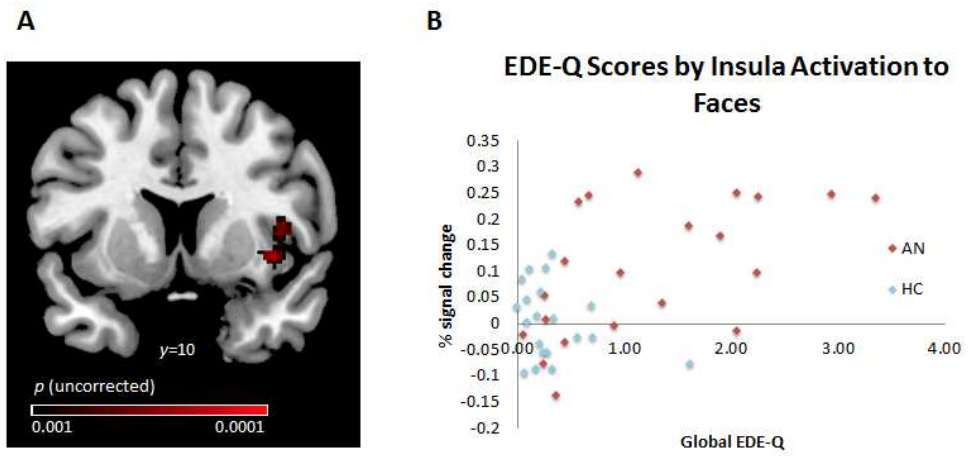 A
y=10
p (uncorrected)
0.001 0.0001
B
EDE-Q Scores by Insula Activation to
Faces
0.35
0.3
0.25
0.2
0.15
0.1
0.05
0
-0.05
-0.1
-0.15
-0.2
% signal change
0.00 1.00 2.00 3.00 4.00
Global EDE-Q
AN
HC